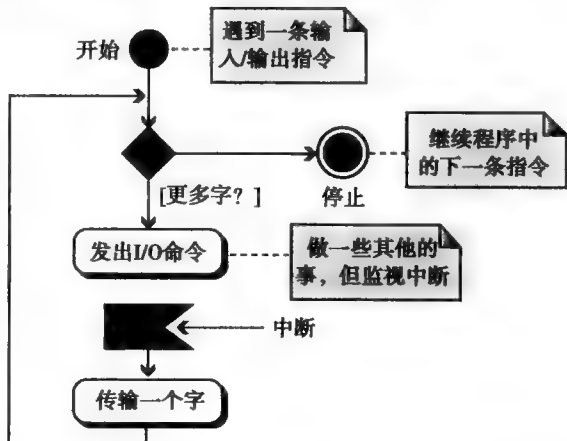 开始
遇到一条输
入/输出指令
继续程序中
的下一条指令
[更多字？]
停止
发出I/O命令
做一些其他的
事，但监视中断
中断
传输一个字